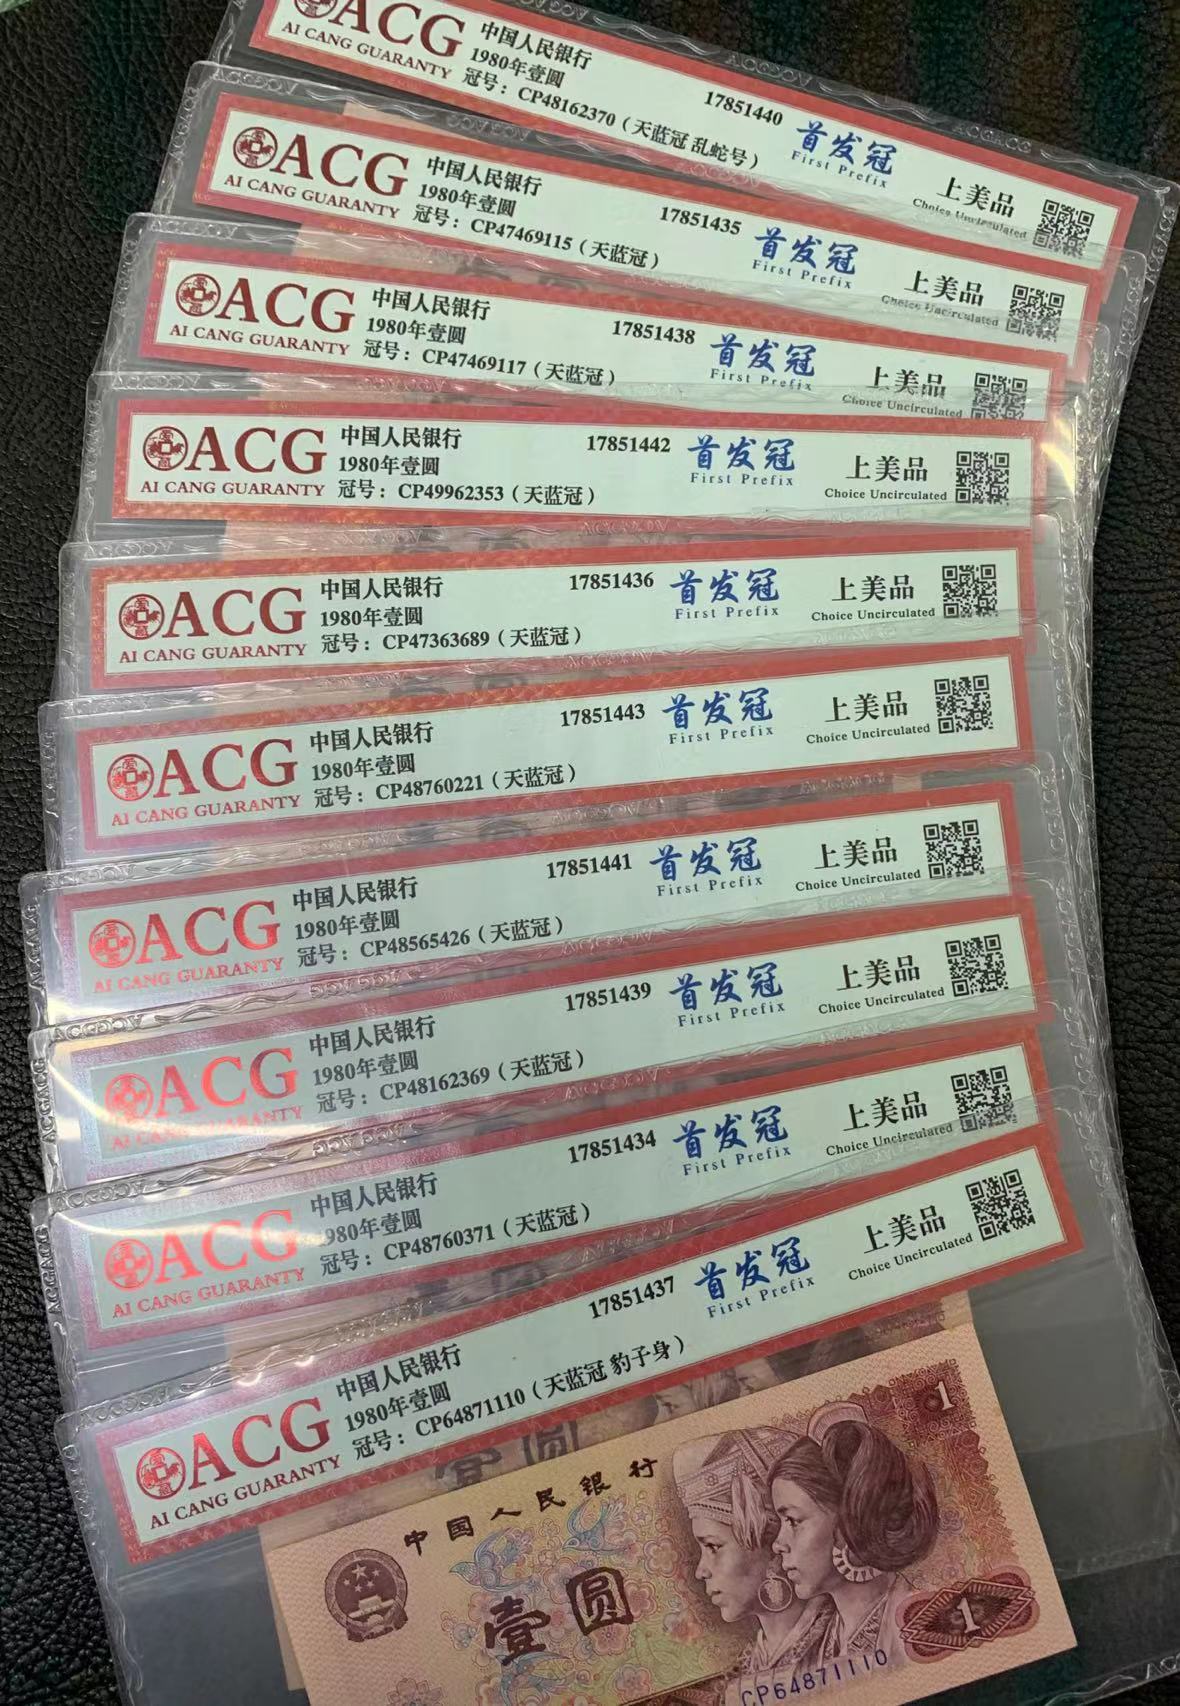 ACG
AI CANG GUARANTY
中国人民银行
1980年壹圆
冠号：CP48162370（天蓝冠 乱蛇号）
17851440
首发冠
First Prefix
上美品
Choice Uncirculated
ACG
AI CANG GUARANTY
中国人民银行
1980年壹圆
冠号：CP47469115（天蓝冠）
17851435
首发冠
First Prefix
上美品
Choice Uncirculated
ACG
AI CANG GUARANTY
中国人民银行
1980年壹圆
冠号：CP47469117（天蓝冠）
17851438
首发冠
First Prefix
上美品
Choice Uncirculated
ACG
AI CANG GUARANTY
中国人民银行
1980年壹圆
冠号：CP49962353（天蓝冠）
17851442
首发冠
First Prefix
上美品
Choice Uncirculated
ACG
AI CANG GUARANTY
中国人民银行
1980年壹圆
冠号：CP47363689（天蓝冠）
17851436
首发冠
First Prefix
上美品
Choice Uncirculated
ACG
AI CANG GUARANTY
中国人民银行
1980年壹圆
冠号：CP48760221（天蓝冠）
17851443
首发冠
First Prefix
上美品
Choice Uncirculated
ACG
AI CANG GUARANTY
中国人民银行
1980年壹圆
冠号：CP48565426（天蓝冠）
17851441
首发冠
First Prefix
上美品
Choice Uncirculated
ACG
AI CANG GUARANTY
中国人民银行
1980年壹圆
冠号：CP48162369（天蓝冠）
17851439
首发冠
First Prefix
上美品
Choice Uncirculated
ACG
AI CANG GUARANTY
中国人民银行
980年壹圆
冠号：CP48760371（天蓝冠）
17851434
首发冠
First Prefix
上美品
Choice Uncirculated
ACG
AI CANG GUARANTY
中国人民银行
1980年壹圆
冠号：CP64871110（天蓝冠 豹子身）
17851437
首发冠
First Prefix
上美品
Choice Uncirculated
1
中国人民银行
壹圆
1
CP64871110